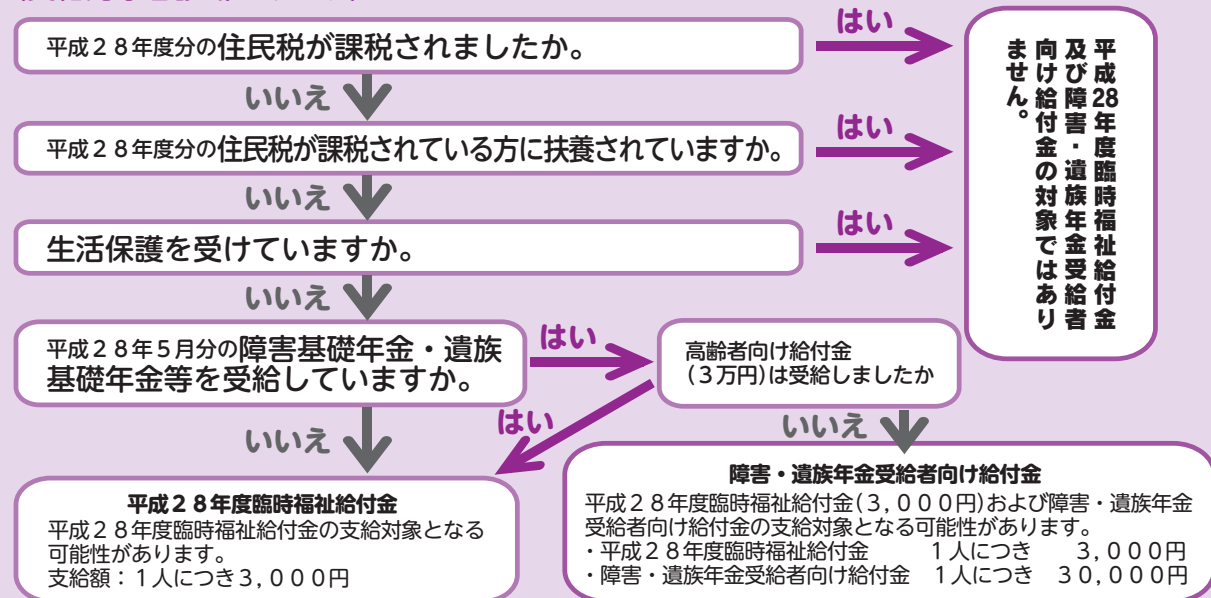 平成２８年度分の住民税が課税されましたか。
はい
いいえ
平成２８年度分の住民税が課税されている方に扶養されていますか。
はい
いいえ
生活保護を受けていますか。
はい
平成28年度臨時福祉給付金
及び障害・遺族年金受給者
向け給付金の対象ではあり
ません。
いいえ
平成２８年５月分の障害基礎年金・遺族
基礎年金等を受給していますか。
はい
高齢者向け給付金
(３万円)は受給しましたか
いいえ
はい
いいえ
平成２８年度臨時福祉給付金
平成２８年度臨時福祉給付金の支給対象となる
可能性があります。
支給額：１人につき３,０００円
障害・遺族年金受給者向け給付金
平成２８年度臨時福祉給付金(３,０００円)および障害・遺族年金
受給者向け給付金の支給対象となる可能性があります。
・平成２８年度臨時福祉給付金　１人につき　３,０００円
・障害・遺族年金受給者向け給付金　１人につき　３０,０００円